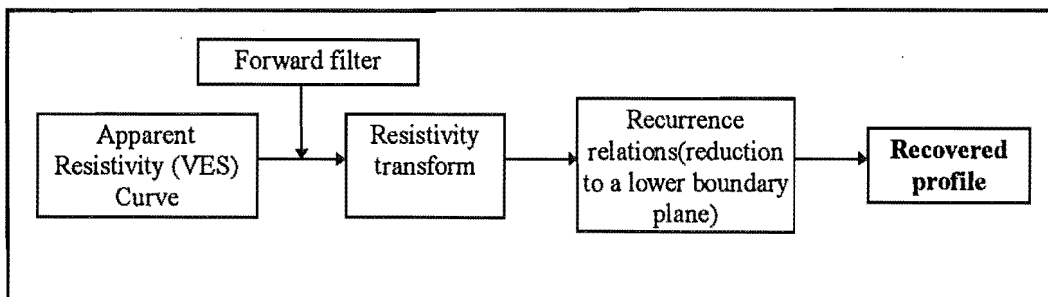 Forward filter
Apparent
Resistivity (VES)
Curve
Resistivity
transform
Recurrence
relations(reduction
to a lower boundary
plane)
Recovered
profile